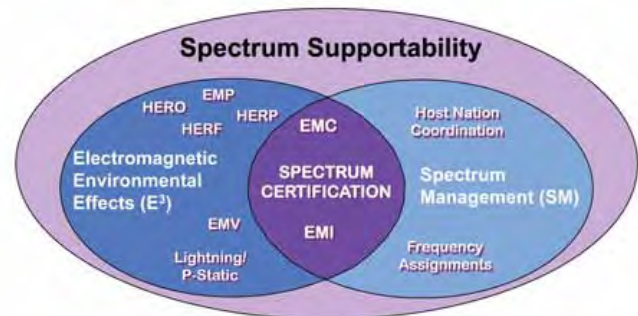 Spectrum Supportability
EMP
HERO
HERP
HERF
Electromagnetic
Environmental
Effects (E³)
EMV
Lightning/
P-Static
EMC
SPECTRUM
CERTIFICATION
EMI
Host Nation
Coordination
Spectrum
Management (SM)
Frequency
Assignments